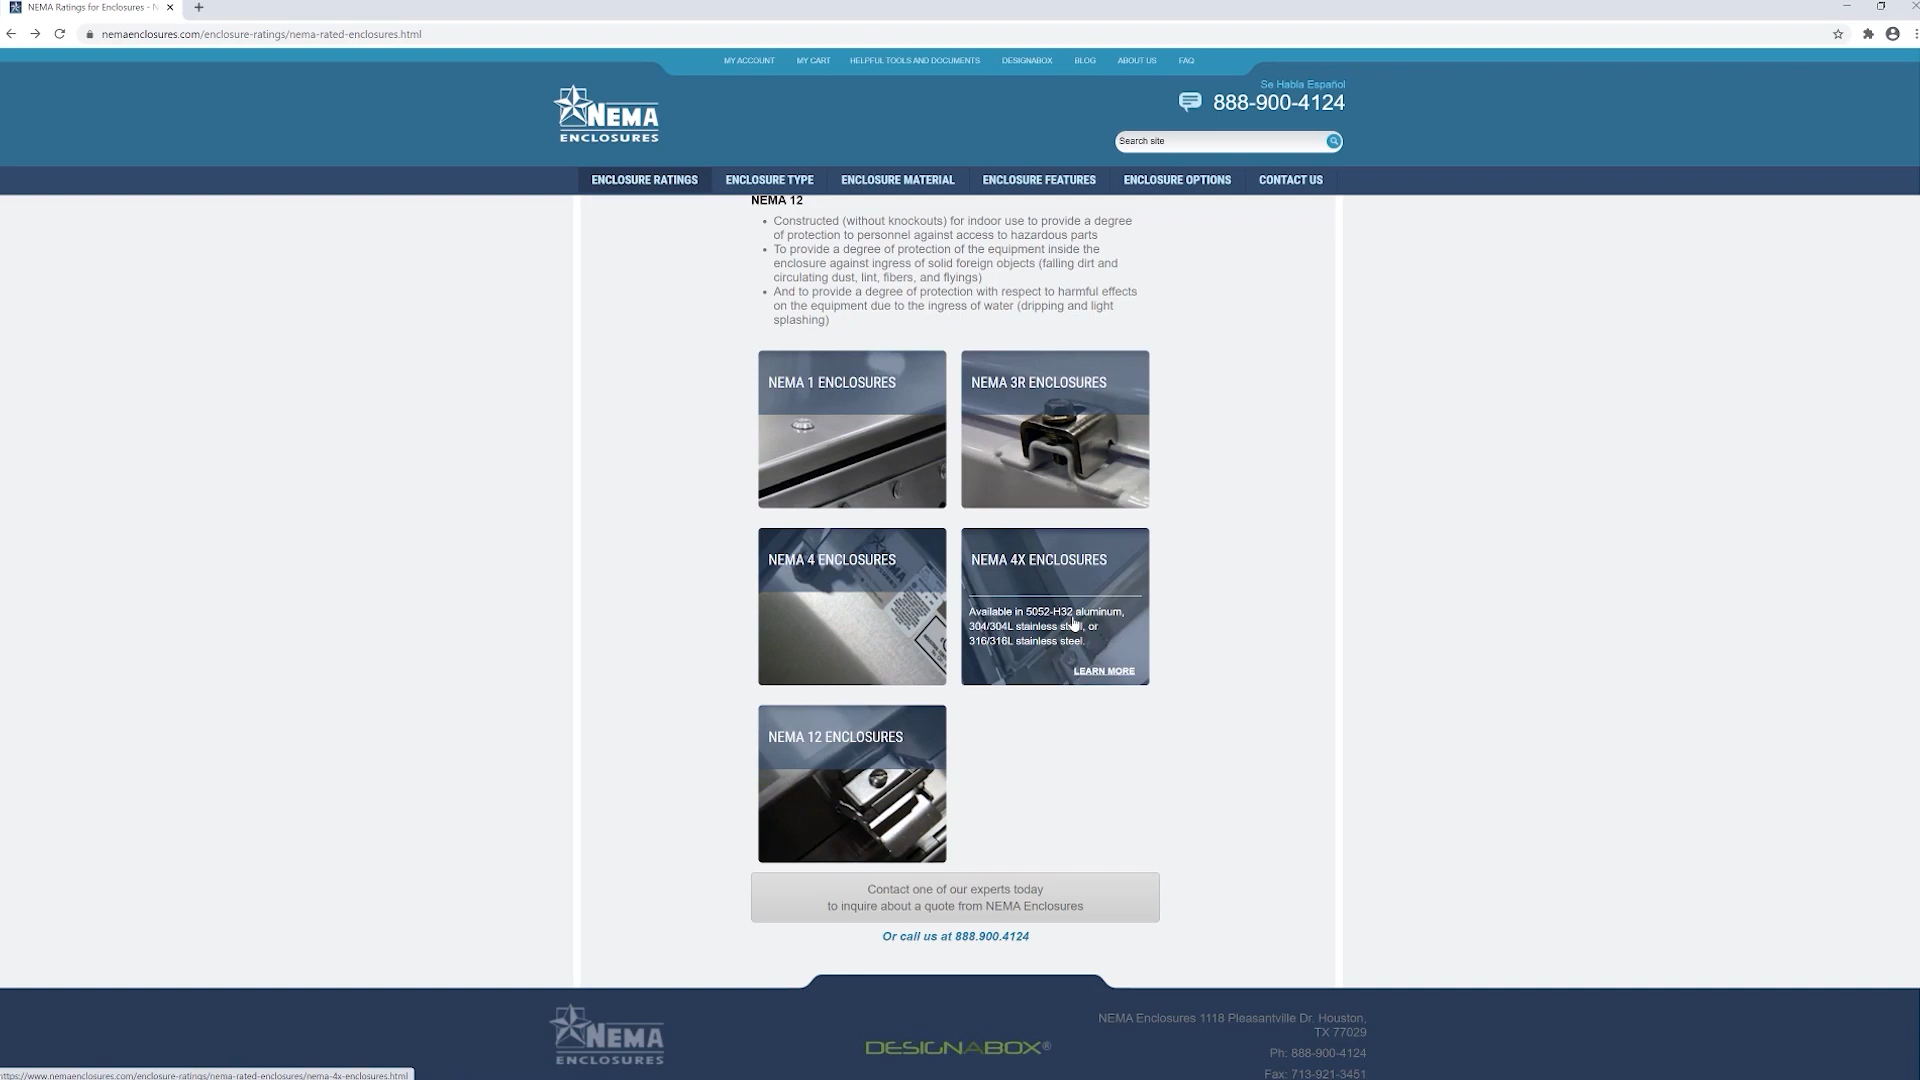 NEMA Ratings for Enclosures - N
nemaenclosures.com/enclosure-ratings/nema-rated-enclosures.html
MY ACCOUNT MY CART HELPFUL TOOLS AND DOCUMENTS DESIGNABOX BLOG ABOUT US FAQ
Se Habla Español
888-900-4124
NEMA
ENCLOSURES
Search site
ENCLOSURE RATINGS ENCLOSURE TYPE ENCLOSURE MATERIAL ENCLOSURE FEATURES ENCLOSURE OPTIONS CONTACT US
NEMA 12
• Constructed (without knockouts) for indoor use to provide a degree
of protection to personnel against access to hazardous parts
• To provide a degree of protection of the equipment inside the
enclosure against ingress of solid foreign objects (falling dirt and
circulating dust, lint, fibers, and flyings)
• And to provide a degree of protection with respect to harmful effects
on the equipment due to the ingress of water (dripping and light
splashing)
NEMA 1 ENCLOSURES
NEMA 3R ENCLOSURES
NEMA 4 ENCLOSURES
NEMA 4X ENCLOSURES
Available in 5052-H32 aluminum,
304/304L stainless steel, or
316/316L stainless steel.
LEARN MORE
NEMA 12 ENCLOSURES
Contact one of our experts today
to inquire about a quote from NEMA Enclosures
Or call us at 888.900.4124
NEMA
ENCLOSURES
DESIGNABOX®
NEMA Enclosures 1118 Pleasantville Dr. Houston,
TX 77029
Ph: 888-900-4124
Fax: 713-921-3451
https://www.nemaenclosures.com/enclosure-ratings/nema-rated-enclosures/nema-4x-enclosures.html